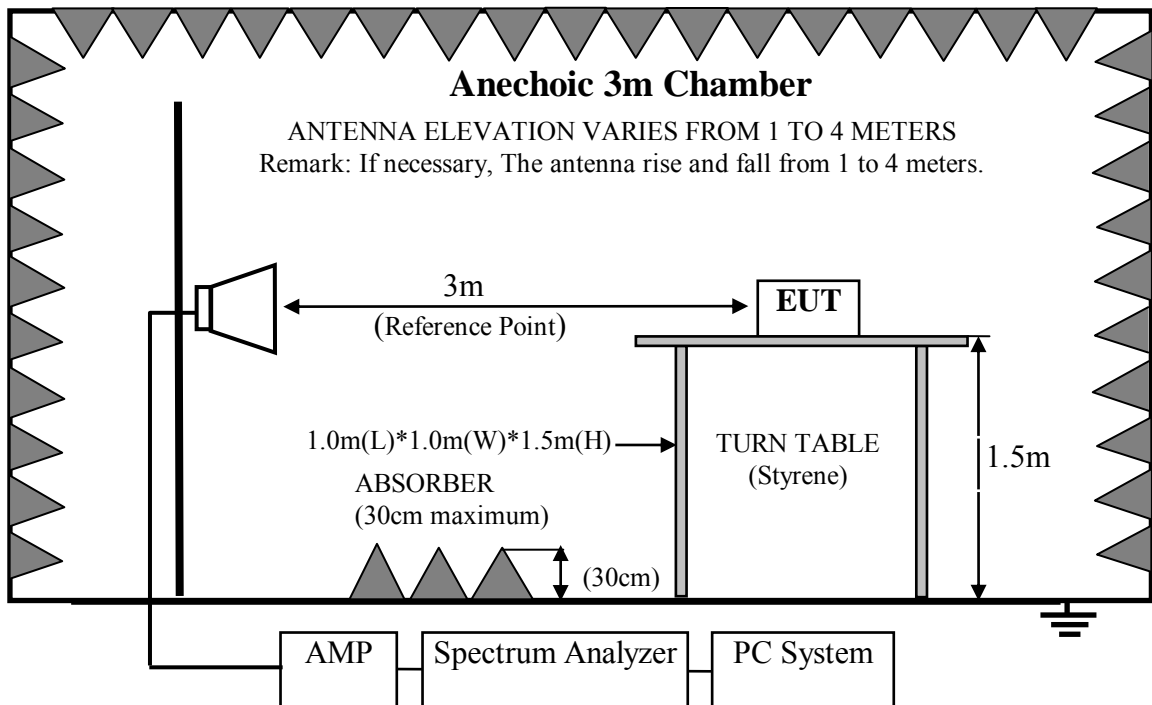 Anechoic 3m Chamber
ANTENNA ELEVATION VARIES FROM 1 TO 4 METERS
Remark: If necessary, The antenna rise and fall from 1 to 4 meters.
3m
(Reference Point)
EUT
1.0m(L)*1.0m(W)*1.5m(H)
TURN TABLE
(Styrene)
1.5m
ABSORBER
(30cm maximum)
(30cm)
AMP
Spectrum Analyzer
PC System